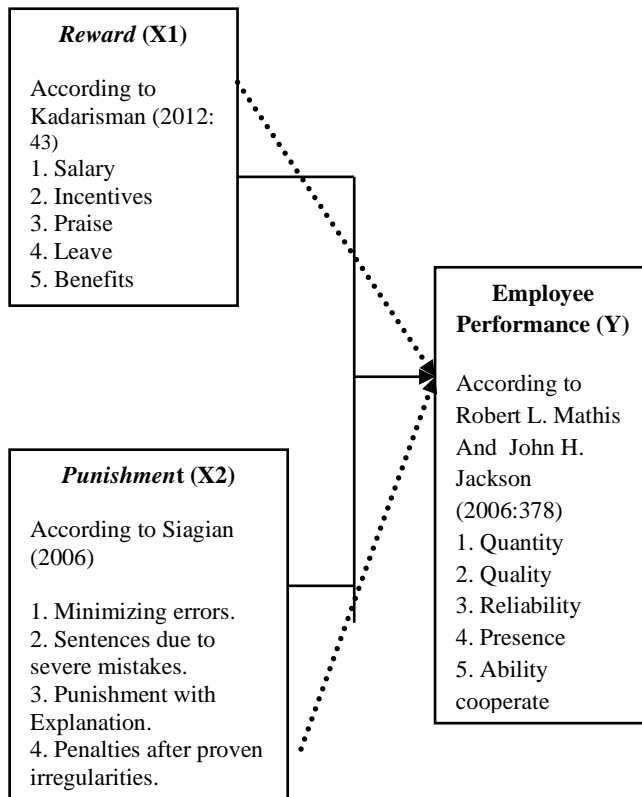 Reward (X1)
According to
Kadarisman (2012:
43)
1. Salary
2. Incentives
3. Praise
4. Leave
5. Benefits
Punishment (X2)
According to Siagian
(2006)
1. Minimizing errors.
2. Sentences due to
severe mistakes.
3. Punishment with
Explanation.
4. Penalties after proven
irregularities.
Employee
Performance (Y)
According to
Robert L. Mathis
And John H.
Jackson
(2006:378)
1. Quantity
2. Quality
3. Reliability
4. Presence
5. Ability
cooperate